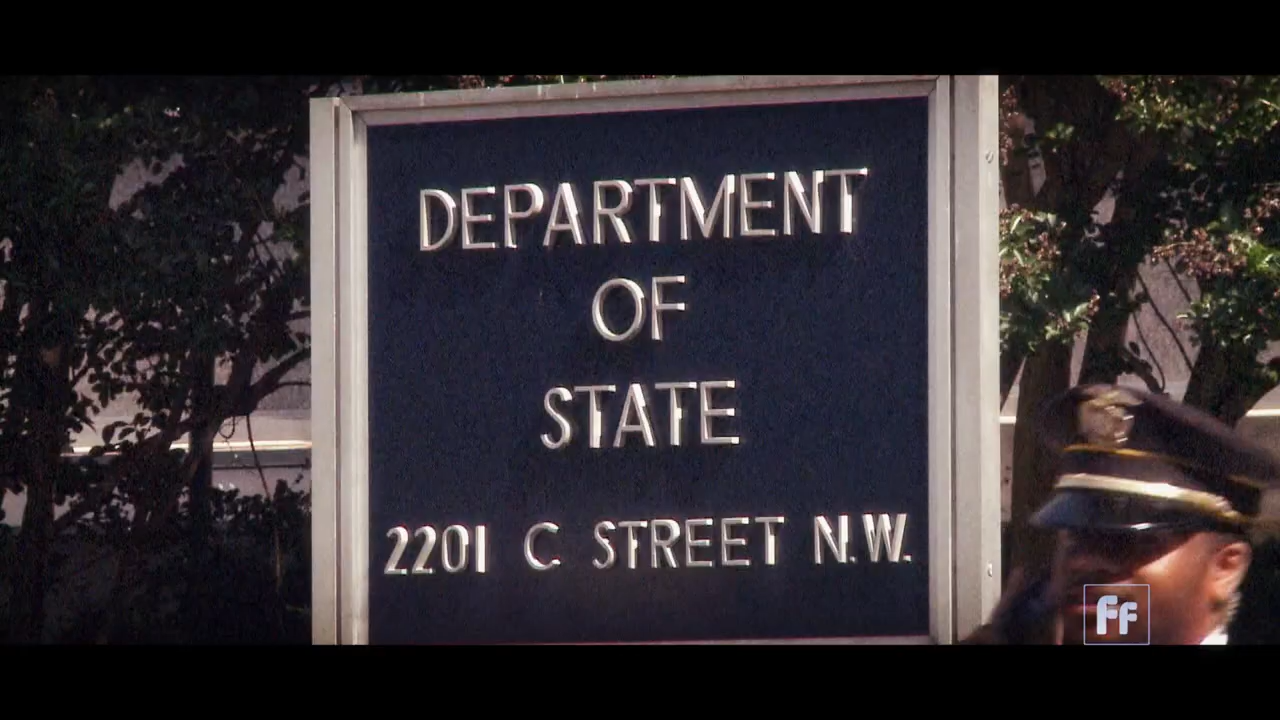 DEPARTMENT
OF
STATE
2201 C STREET N.W.
Ff